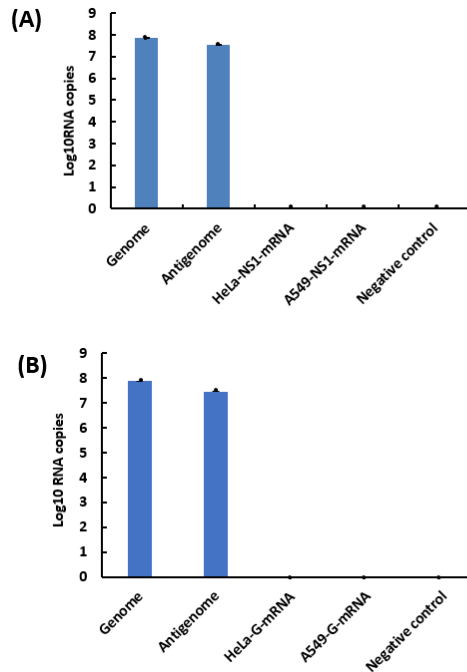 (A)
Log10RNA copies
9
8
7
6
5
4
3
2
1
0
Genome
Antigenome
HeLa-NS1-mRNA
A549-NS1-mRNA
Negative control
(B)
Log10 RNA copies
9
8
7
6
5
4
3
2
1
0
Genome
Antigenome
HeLa-G-mRNA
A549-G-mRNA
Negative control